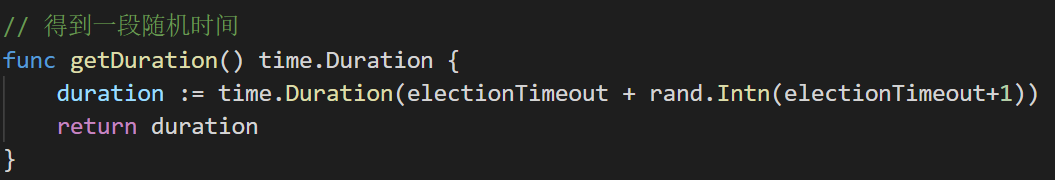 // 得到一段随机时间
func getDuration() time.Duration {
    duration := time.Duration(electionTimeout + rand.Intn(electionTimeout+1))
    return duration
}